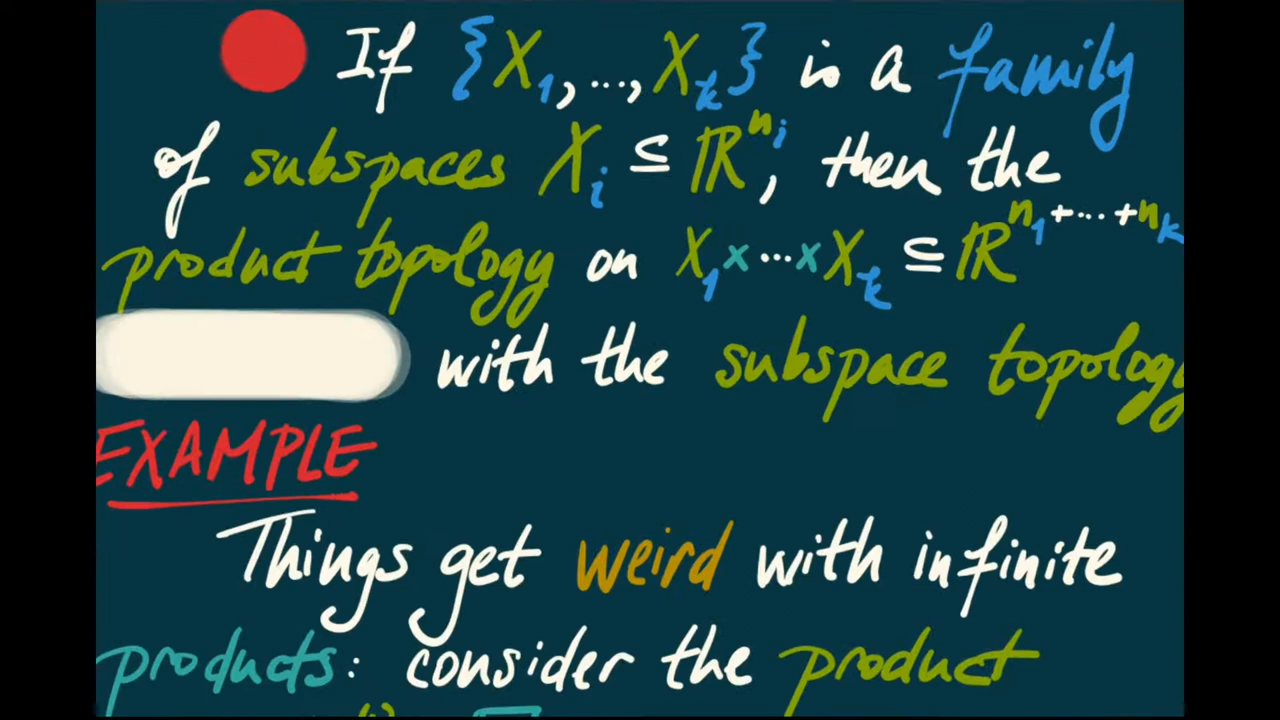 If {X₁, ..., Xₖ} is a family
of subspaces Xᵢ ⊆ ℝ^{nᵢ}, then the
product topology on X₁ × ... × Xₖ ⊆ ℝ^{n₁+...+nₖ}
with the subspace topology
EXAMPLE
Things get weird with infinite
products: consider the product